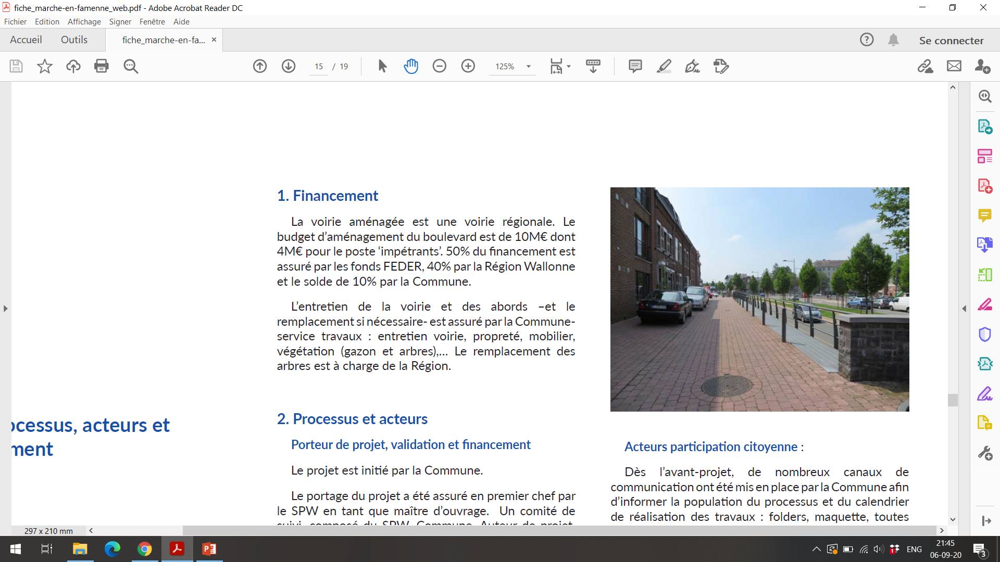 fiche_marche-en-famenne_web.pdf - Adobe Acrobat Reader DC
Fichier Edition Affichage Signer Fenêtre Aide
Accueil Outils fiche_marche-en-fa... Se connecter
15 / 19 125%
1. Financement
La voirie aménagée est une voirie régionale. Le
budget d’aménagement du boulevard est de 10M€ dont
4M€ pour le poste ‘impétrants’. 50% du financement est
assuré par les fonds FEDER, 40% par la Région Wallonne
et le solde de 10% par la Commune.
L’entretien de la voirie et des abords –et le
remplacement si nécessaire- est assuré par la Commune-
service travaux : entretien voirie, propreté, mobilier,
végétation (gazon et arbres),... Le remplacement des
arbres est à charge de la Région.
ocessus, acteurs et
ment
2. Processus et acteurs
Porteur de projet, validation et financement
Le projet est initié par la Commune.
Le portage du projet a été assuré en premier chef par
le SPW en tant que maître d’ouvrage. Un comité de
suivi, composé du SPW, Commune, Auteur de projet,
Acteurs participation citoyenne :
Dès l’avant-projet, de nombreux canaux de
communication ont été mis en place par la Commune afin
d’informer la population du processus et du calendrier
de réalisation des travaux : folders, maquette, toutes
297 x 210 mm
1 ENG 21:45
06-09-20 3